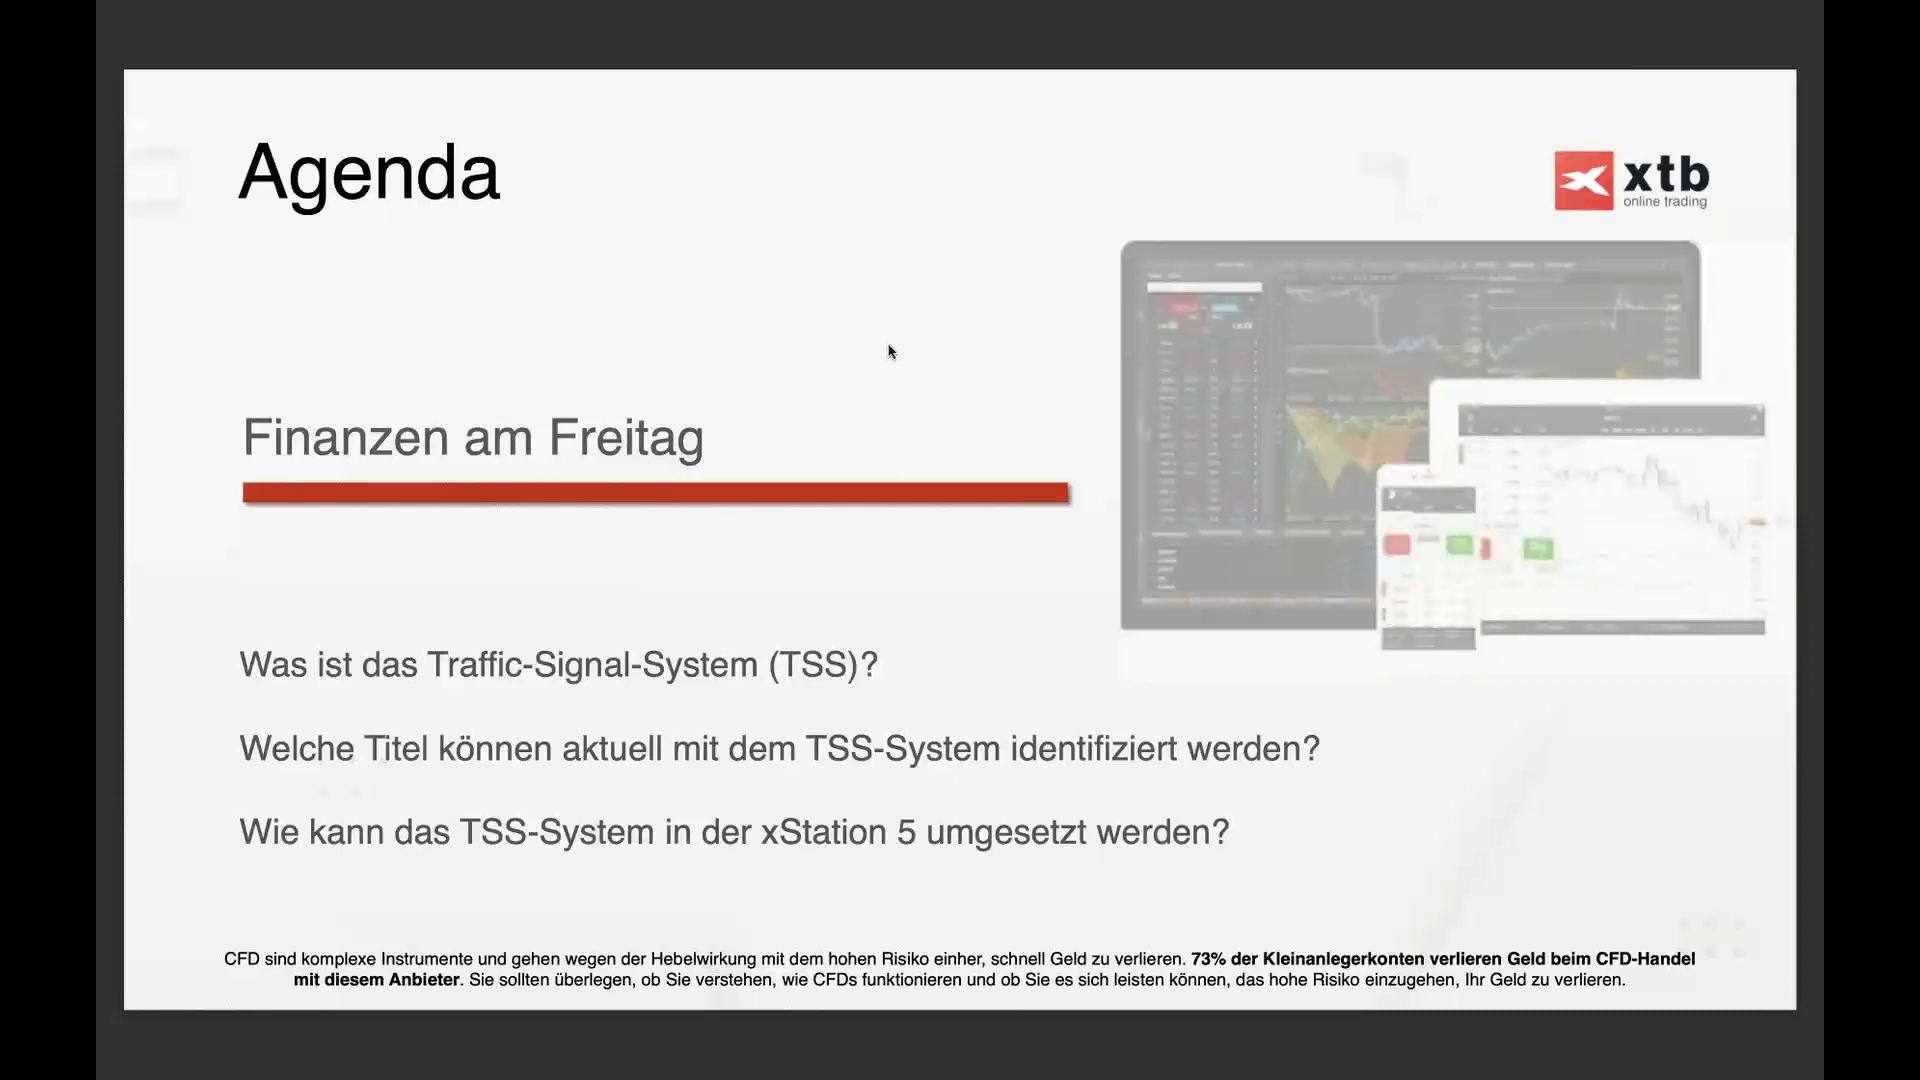 Agenda
xtb
online trading
Finanzen am Freitag
Was ist das Traffic-Signal-System (TSS)?
Welche Titel können aktuell mit dem TSS-System identifiziert werden?
Wie kann das TSS-System in der xStation 5 umgesetzt werden?
CFD sind komplexe Instrumente und gehen wegen der Hebelwirkung mit dem hohen Risiko einher, schnell Geld zu verlieren. 73% der Kleinanlegerkonten verlieren Geld beim CFD-Handel
mit diesem Anbieter. Sie sollten überlegen, ob Sie verstehen, wie CFDs funktionieren und ob Sie es sich leisten können, das hohe Risiko einzugehen, Ihr Geld zu verlieren.